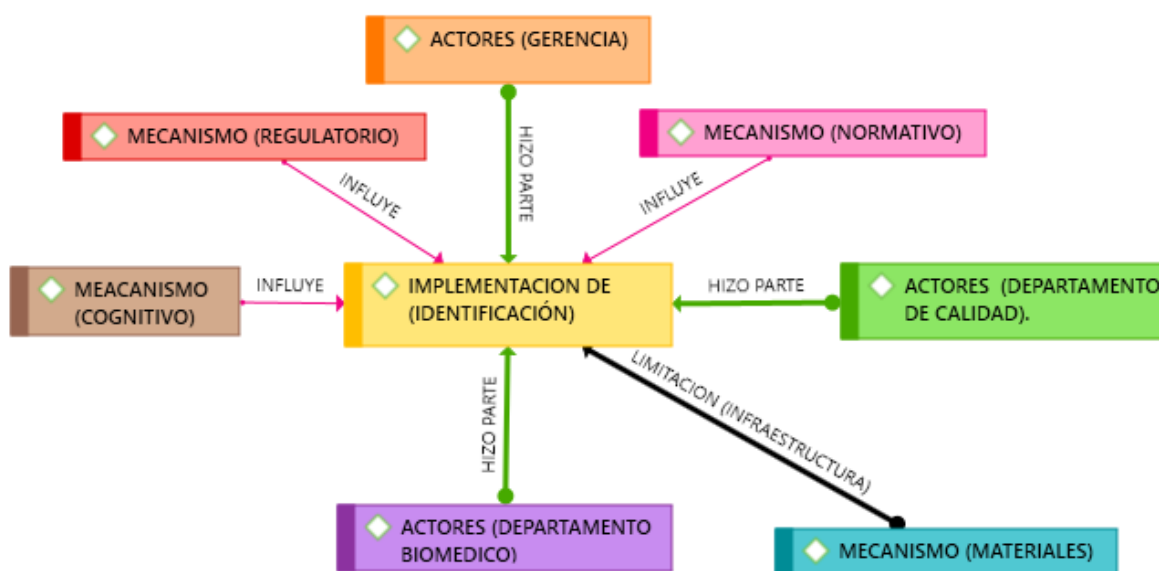 ACTORES (GERENCIA)
MECANISMO (REGULATORIO)
MECANISMO (NORMATIVO)
HIZO PARTE
INFLUYE
INFLUYE
MEACANISMO
(COGNITIVO)
INFLUYE
IMPLEMENTACION DE
(IDENTIFICACIÓN)
HIZO PARTE
ACTORES (DEPARTAMENTO
DE CALIDAD).
HIZO PARTE
LIMITACION (INFRAESTRUCTURA)
ACTORES (DEPARTAMENTO
BIOMEDICO)
MECANISMO (MATERIALES)